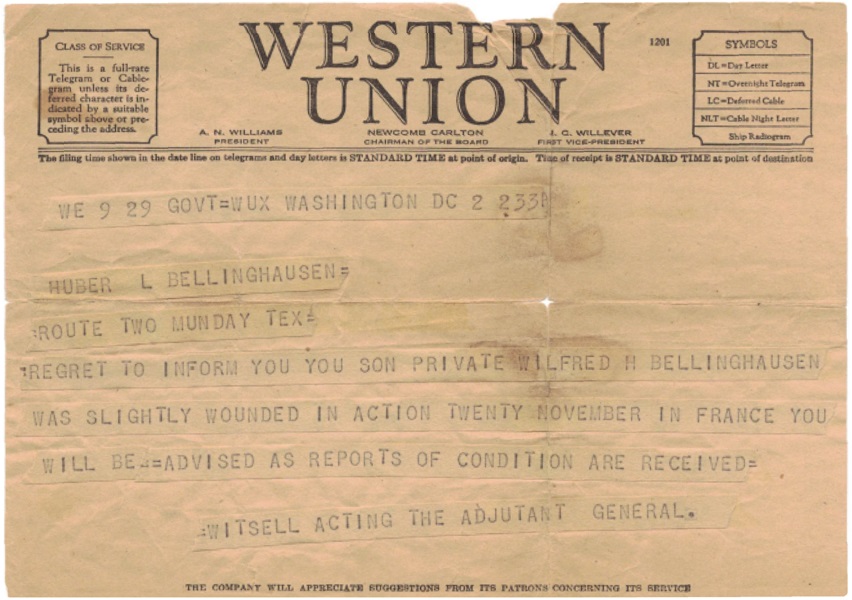 CLASS OF SERVICE
This is a full-rate
Telegram or Cable-
gram unless its de-
ferred character is in-
dicated by a suitable
symbol above or pre-
ceding the address.
WESTERN
UNION
1201
SYMBOLS
DL=Day Letter
NT=Overnight Telegram
LC=Deferred Cable
NLT=Cable Night Letter
Ship Radiogram
A. N. WILLIAMS
PRESIDENT
NEWCOMB CARLTON
CHAIRMAN OF THE BOARD
J. C. WILLEVER
FIRST VICE-PRESIDENT
The filing time shown in the date line on telegrams and day letters is STANDARD TIME at point of origin. Time of receipt is STANDARD TIME at point of destination
WE 9 29 GOVT=WUX WASHINGTON DC 2 233A
HUBER L BELLINGHAUSEN=
=ROUTE TWO MUNDAY TEX=
=REGRET TO INFORM YOU YOU SON PRIVATE WILFRED H BELLINGHAUSEN
WAS SLIGHTLY WOUNDED IN ACTION TWENTY NOVEMBER IN FRANCE YOU
WILL BE-=ADVISED AS REPORTS OF CONDITION ARE RECEIVED=
=WITSELL ACTING THE ADJUTANT GENERAL.
THE COMPANY WILL APPRECIATE SUGGESTIONS FROM ITS PATRONS CONCERNING ITS SERVICE